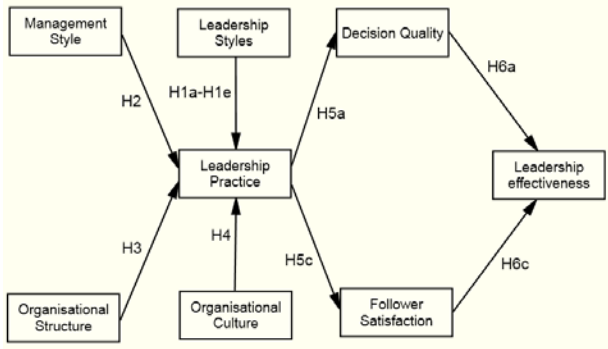 Management
Style
Leadership
Styles
Decision Quality
H2
H1a-H1e
H5a
H6a
Leadership
Practice
Leadership
effectiveness
H3
H4
H5c
H6c
Organisational
Structure
Organisational
Culture
Follower
Satisfaction